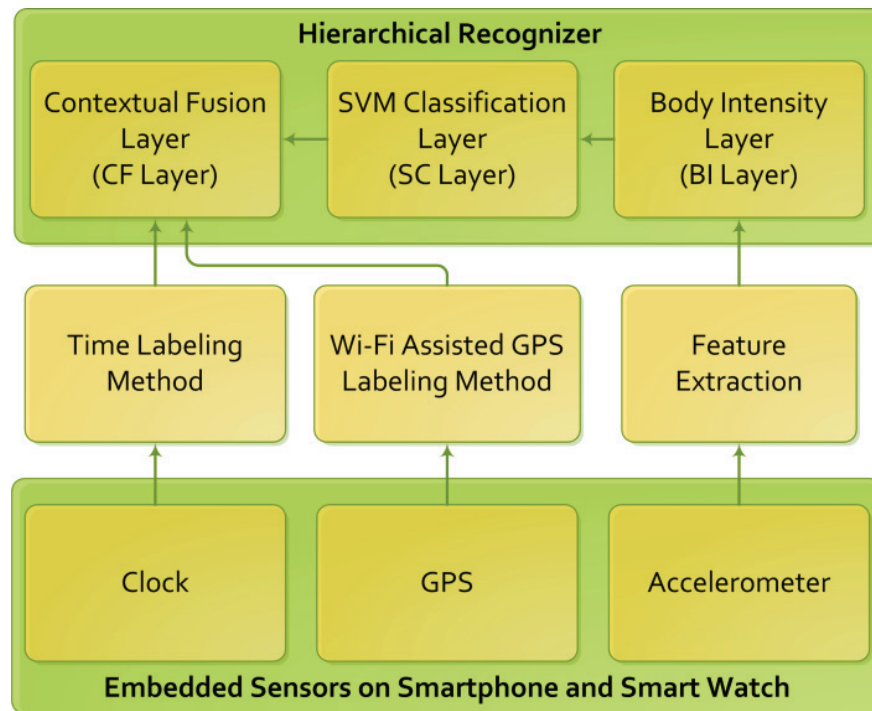 Hierarchical Recognizer
Contextual Fusion
Layer
(CF Layer)
SVM Classification
Layer
(SC Layer)
Body Intensity
Layer
(BI Layer)
Time Labeling
Method
Wi-Fi Assisted GPS
Labeling Method
Feature
Extraction
Clock
GPS
Accelerometer
Embedded Sensors on Smartphone and Smart Watch